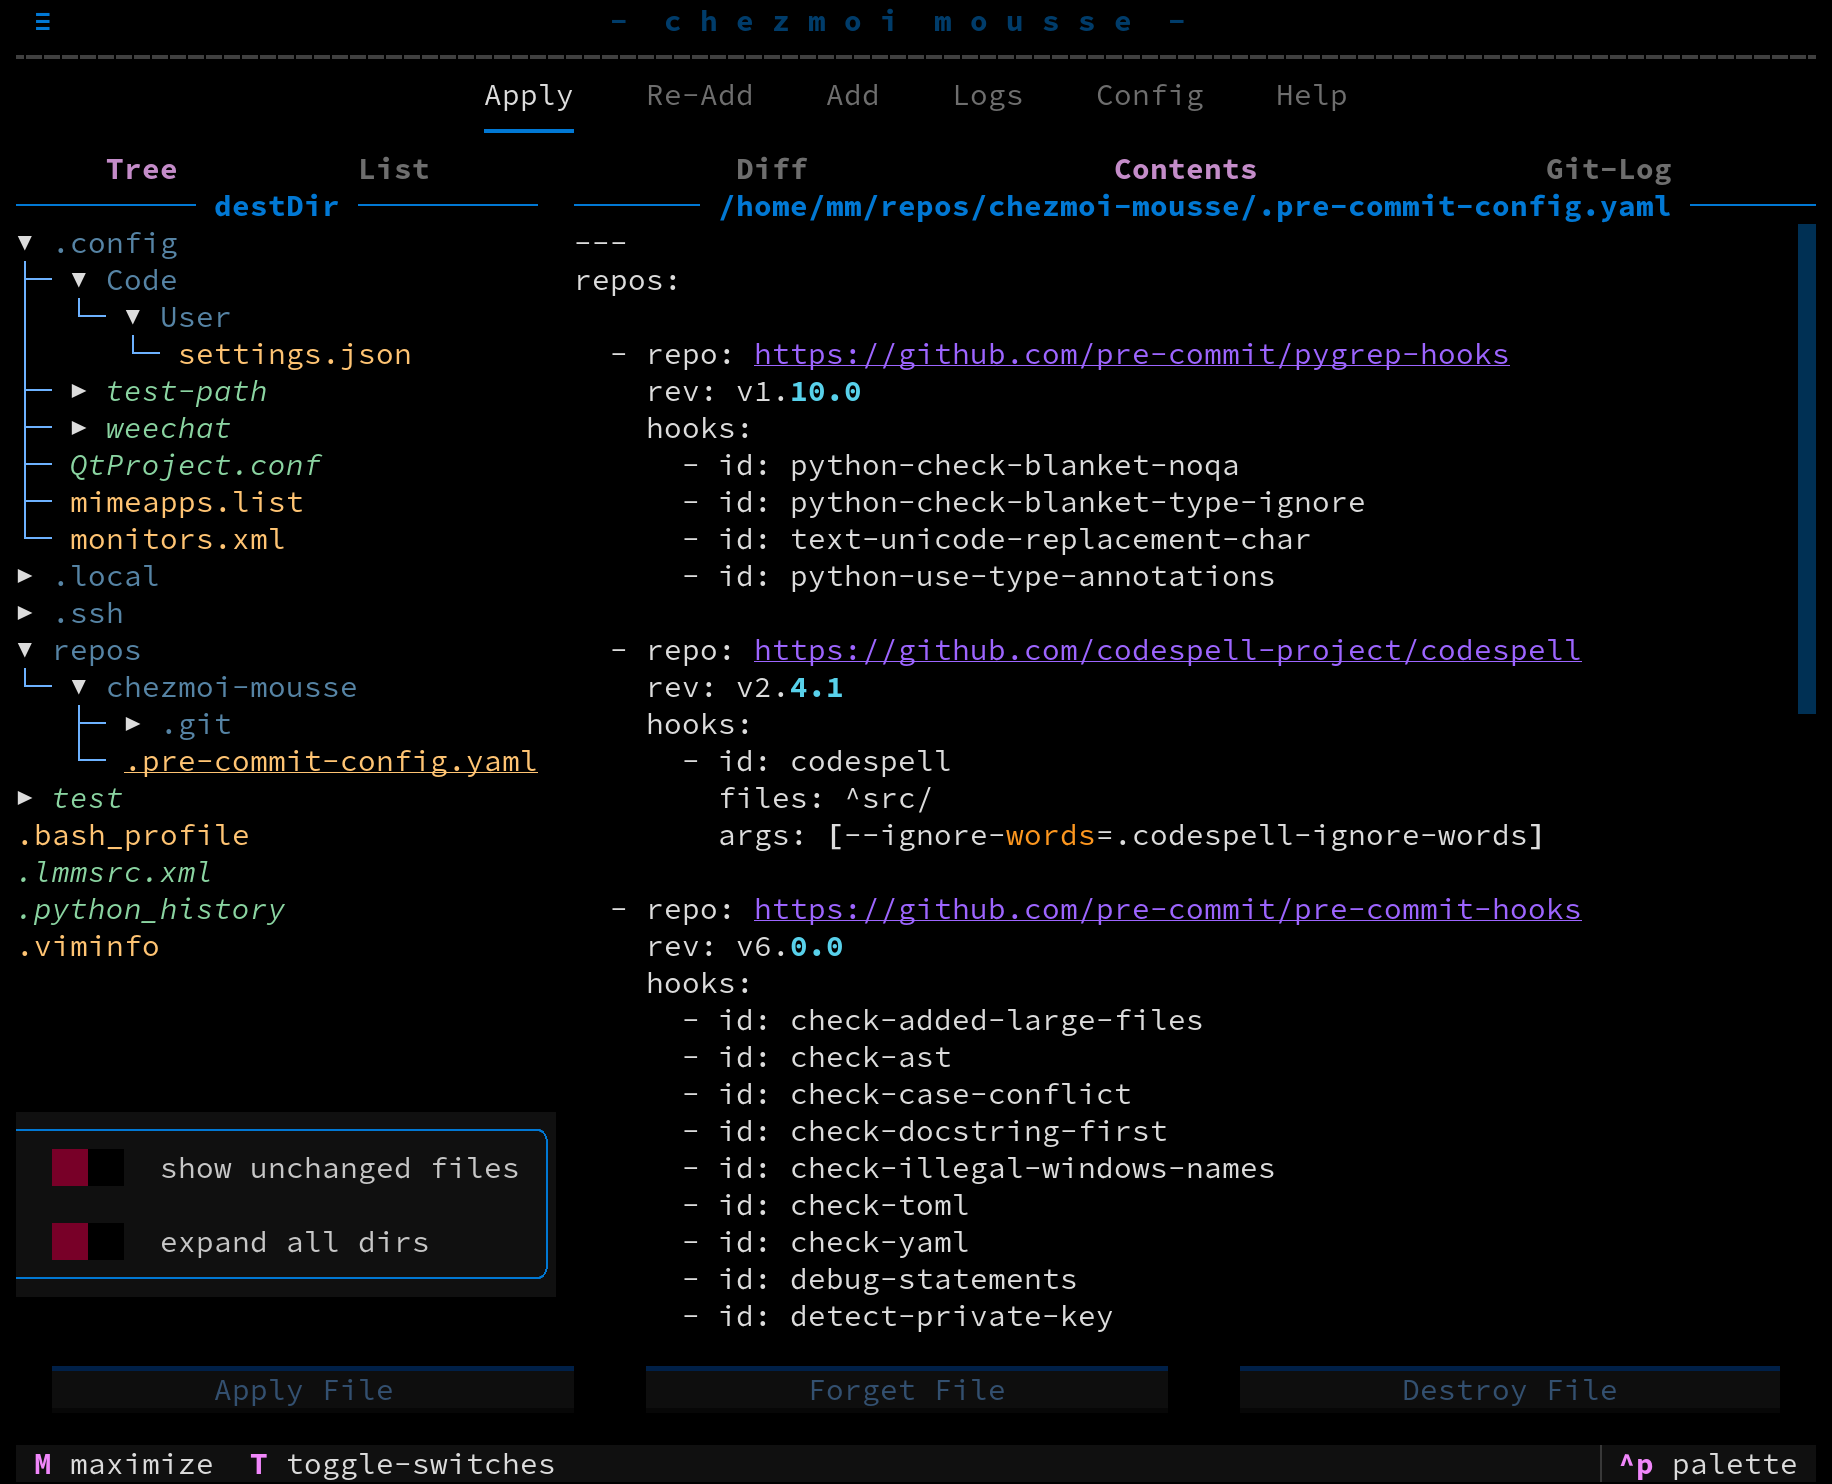 - chezmoi mousse -
Apply Re-Add Add Logs Config Help
Tree List Diff Contents Git-Log
destDir
.config
Code
User
settings.json
test-path
weechat
QtProject.conf
mimeapps.list
monitors.xml
.local
.ssh
repos
chezmoi-mousse
.git
.pre-commit-config.yaml
test
.bash_profile
.lmmsrc.xml
.python_history
.viminfo
show unchanged files
expand all dirs
/home/mm/repos/chezmoi-mousse/.pre-commit-config.yaml
---
repos:
- repo: https://github.com/pre-commit/pygrep-hooks
rev: v1.10.0
hooks:
- id: python-check-blanket-noqa
- id: python-check-blanket-type-ignore
- id: text-unicode-replacement-char
- id: python-use-type-annotations
- repo: https://github.com/codespell-project/codespell
rev: v2.4.1
hooks:
- id: codespell
files: ^src/
args: [--ignore-words=.codespell-ignore-words]
- repo: https://github.com/pre-commit/pre-commit-hooks
rev: v6.0.0
hooks:
- id: check-added-large-files
- id: check-ast
- id: check-case-conflict
- id: check-docstring-first
- id: check-illegal-windows-names
- id: check-toml
- id: check-yaml
- id: debug-statements
- id: detect-private-key
Apply File Forget File Destroy File
M maximize T toggle-switches ^p palette